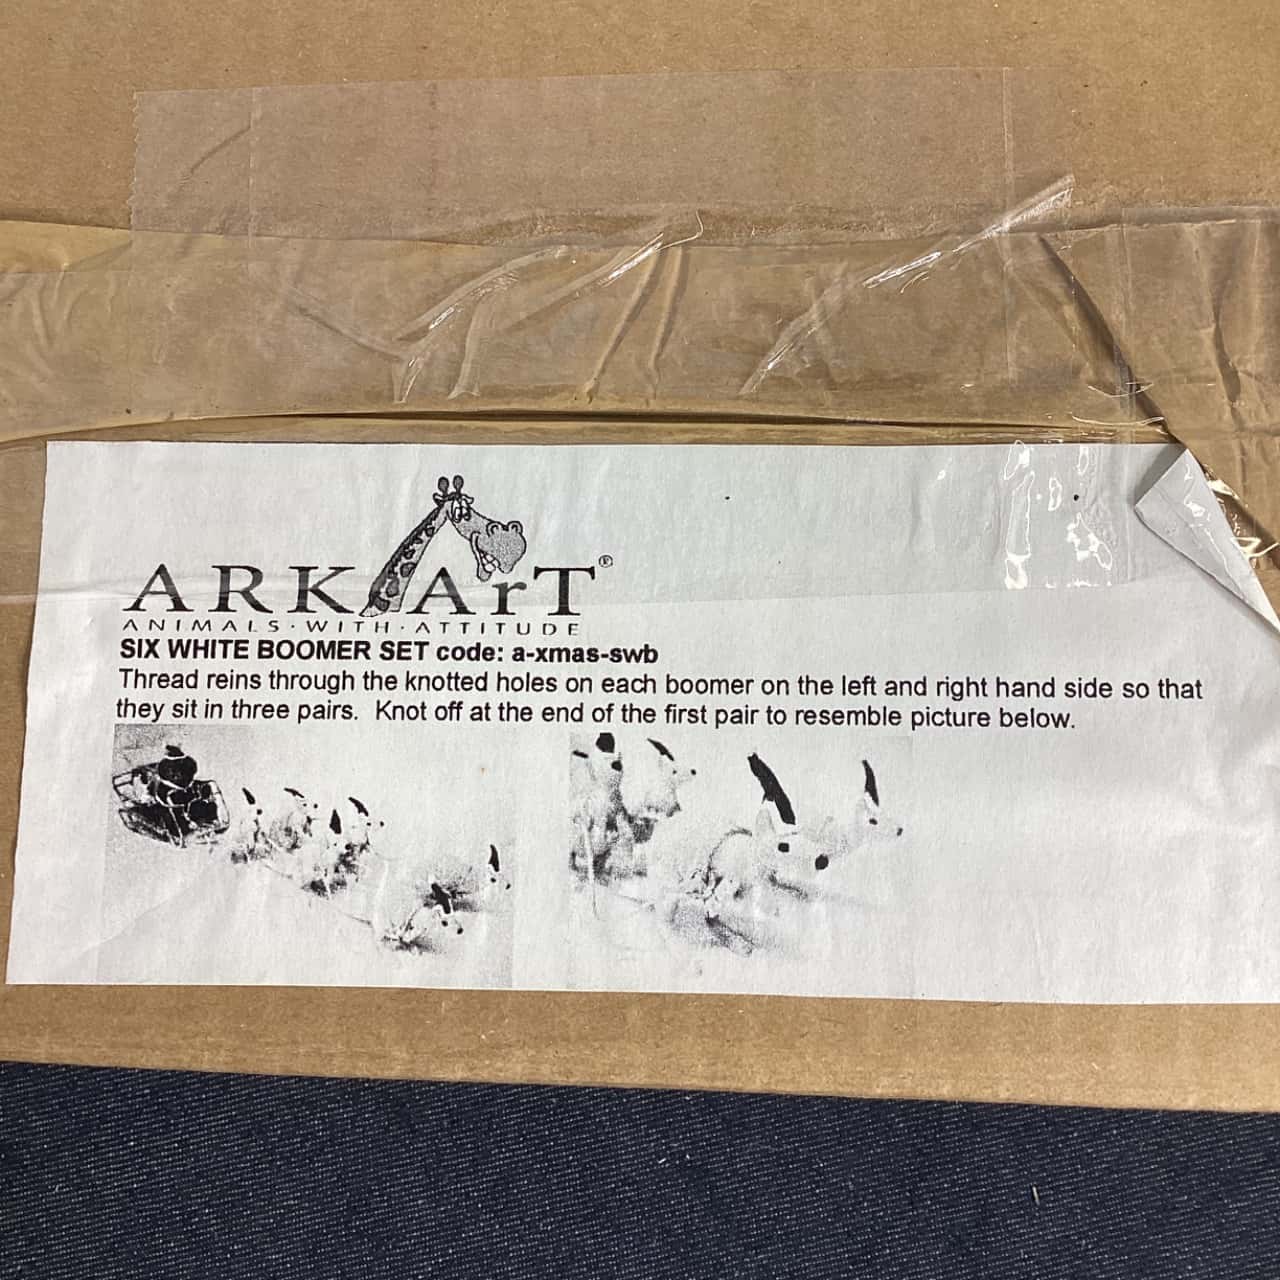 ARK ArT®
ANIMALS·WITH·ATTITUDE
SIX WHITE BOOMER SET code: a-xmas-swb
Thread reins through the knotted holes on each boomer on the left and right hand side so that
they sit in three pairs.  Knot off at the end of the first pair to resemble picture below.